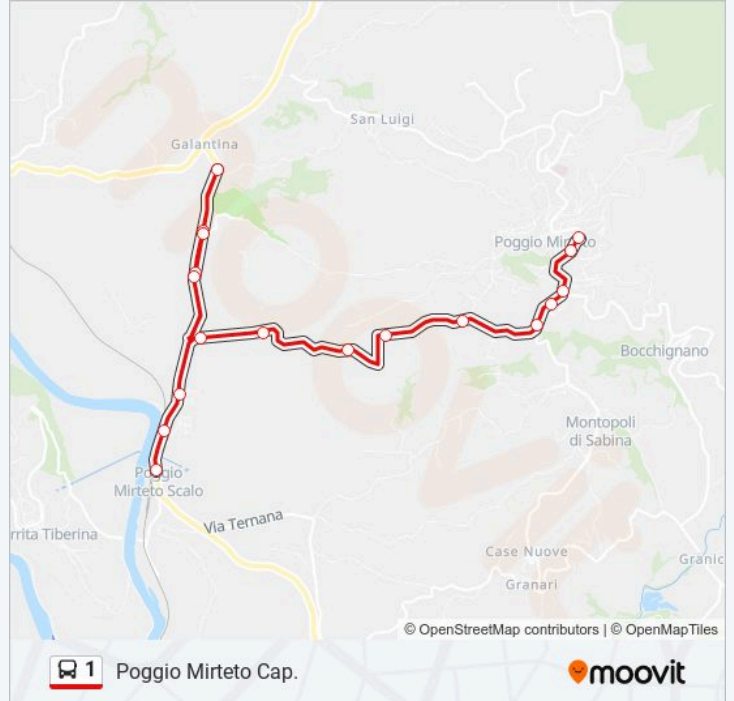 San Luigi
Galantina
Poggio Mirteto
Bocchignano
Montopoli
di Sabina
Poggio
Mirteto Scalo
Via Ternana
rrita Tiberina
Case Nuove
Granari
Granic
© OpenStreetMap contributors | © OpenMapTiles
1 Poggio Mirteto Cap.
moovit